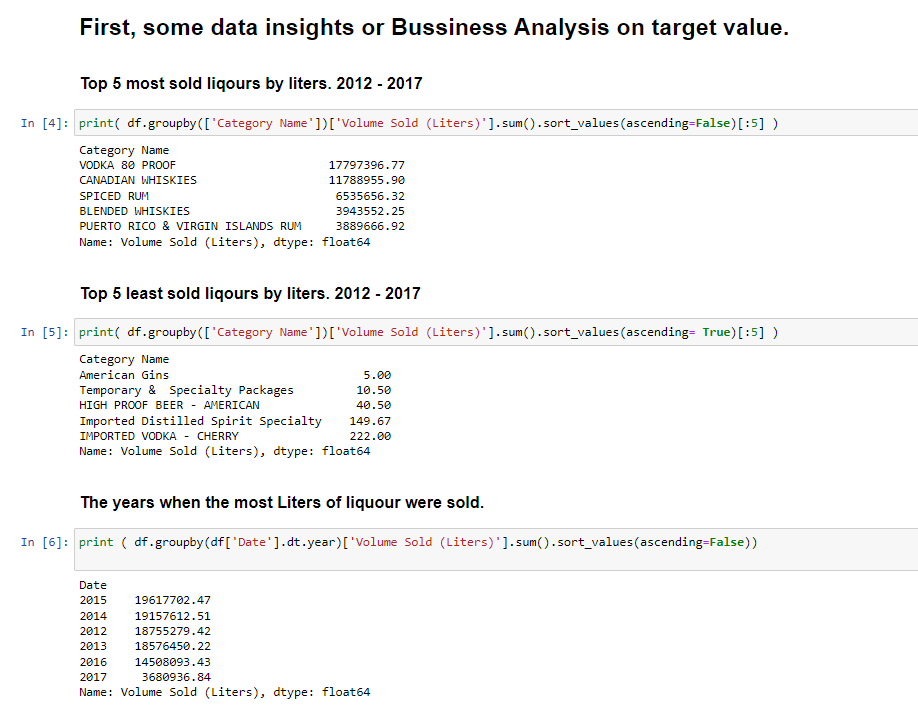 First, some data insights or Bussiness Analysis on target value.
Top 5 most sold liqours by liters. 2012 - 2017
In [4]: print( df.groupby(['Category Name'])['Volume Sold (Liters)'].sum().sort_values(ascending=False)[:5] )
Category Name
VODKA 80 PROOF 17797396.77
CANADIAN WHISKIES 11788955.90
SPICED RUM 6535656.32
BLENDED WHISKIES 3943552.25
PUERTO RICO & VIRGIN ISLANDS RUM 3889666.92
Name: Volume Sold (Liters), dtype: float64
Top 5 least sold liqours by liters. 2012 - 2017
In [5]: print( df.groupby(['Category Name'])['Volume Sold (Liters)'].sum().sort_values(ascending= True)[:5] )
Category Name
American Gins 5.00
Temporary &  Specialty Packages 10.50
HIGH PROOF BEER - AMERICAN 40.50
Imported Distilled Spirit Specialty 149.67
IMPORTED VODKA - CHERRY 222.00
Name: Volume Sold (Liters), dtype: float64
The years when the most Liters of liquour were sold.
In [6]: print ( df.groupby(df['Date'].dt.year)['Volume Sold (Liters)'].sum().sort_values(ascending=False))
Date
2015 19617702.47
2014 19157612.51
2012 18755279.42
2013 18576450.22
2016 14508093.43
2017 3680936.84
Name: Volume Sold (Liters), dtype: float64